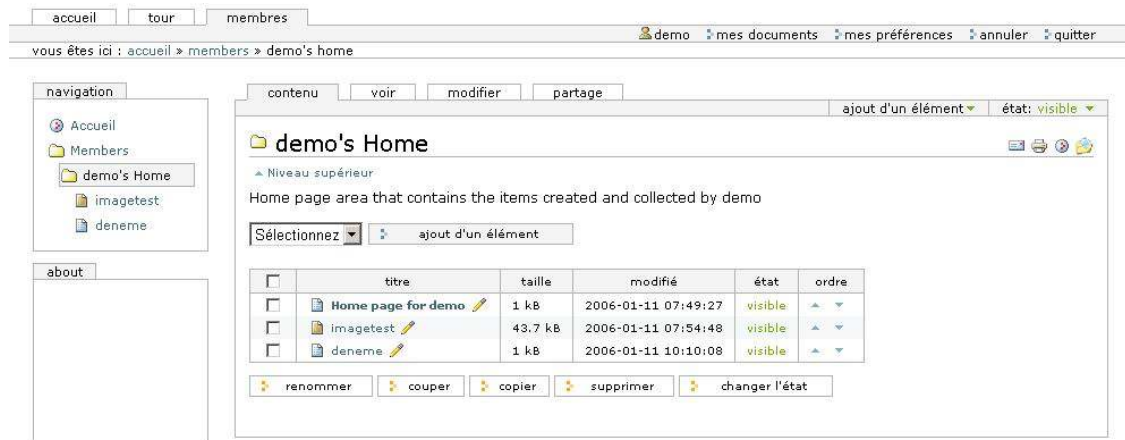 accueil tour membres
demo mes documents mes préférences annuler quitter
vous êtes ici : accueil » members » demo's home
navigation
Accueil
Members
demo's Home
imagetest
deneme
about
contenu voir modifier partage
ajout d'un élément état: visible
demo's Home
Niveau supérieur
Home page area that contains the items created and collected by demo
Sélectionnez ajout d'un élément
titre taille modifié état ordre
Home page for demo 1 kB 2006-01-11 07:49:27 visible
imagetest 43.7 kB 2006-01-11 07:54:48 visible
deneme 1 kB 2006-01-11 10:10:08 visible
renommer couper copier supprimer changer l'état